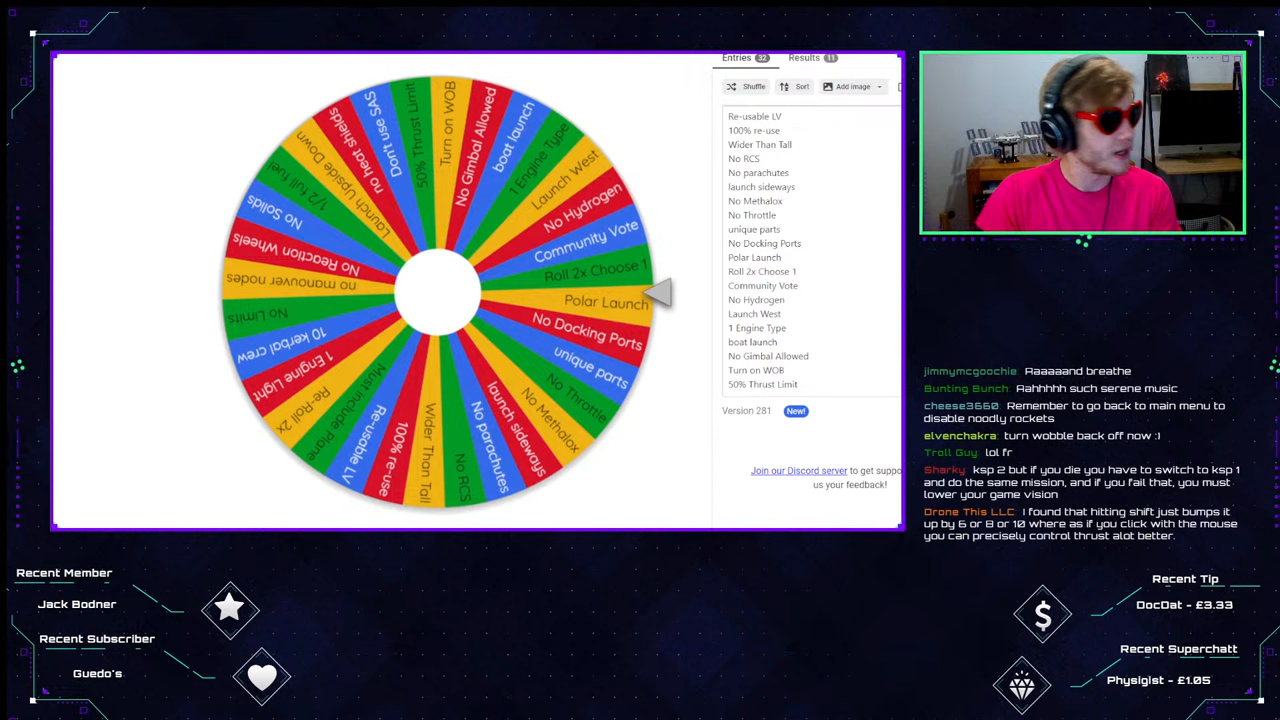 Entries 32 Results 11
Shuffle Sort Add image
Re-usable LV
100% re-use
Wider Than Tall
No RCS
No parachutes
launch sideways
No Methalox
No Throttle
unique parts
No Docking Ports
Polar Launch
Roll 2x Choose 1
Community Vote
No Hydrogen
Launch West
1 Engine Type
boat launch
No Gimbal Allowed
Turn on WOB
50% Thrust Limit
Version 281 New!
Join our Discord server to get suppo
us your feedback!
Turn on WOB
No Gimbal Allowed
boat launch
1 Engine Type
Launch West
No Hydrogen
Community Vote
Roll 2x Choose 1
Polar Launch
No Docking Ports
unique parts
No Throttle
No Methalox
launch sideways
No parachutes
No RCS
Wider Than Tall
100% re-use
Re-usable LV
Must include Plane
Re-Roll 2x
1 Engine Light
10 kerbal crew
No Limits
no manouver nodes
No Reaction Wheels
No Solids
1/2 full fuel
Launch Upside Down
no heat shields
Don't use SAS
50% Thrust Limit
jimmymcgoochie: Raaaaand breathe
Bunting Bunch: Aahhhhh such serene music
cheese3660: Remember to go back to main menu to
disable noodly rockets
elvenchakra: turn wobble back off now :)
Troll Guy: lol fr
Sharky: ksp 2 but if you die you have to switch to ksp 1
and do the same mission, and if you fail that, you must
lower your game vision
Drone This LLC: I found that hitting shift just bumps it
up by 6 or 8 or 10 where as if you click with the mouse
you can precisely control thrust alot better.
Recent Member
Jack Bodner
Recent Subscriber
Guedo's
Recent Tip
DocDat - £3.33
Recent Superchatt
Physigist - £1.05